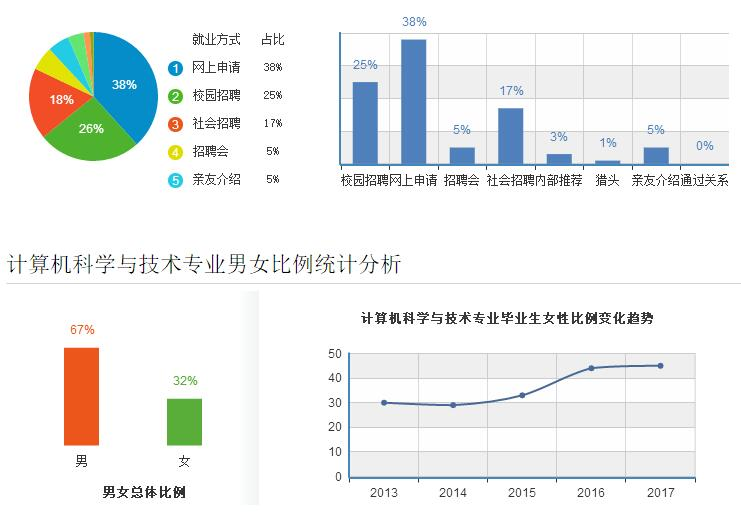 就业方式 占比
1 网上申请 38%
2 校园招聘 25%
3 社会招聘 17%
4 招聘会 5%
5 亲友介绍 5%
38%
26%
18%
25% 38% 5% 17% 3% 1% 5% 0%
校园招聘 网上申请 招聘会 社会招聘 内部推荐 猎头 亲友介绍 通过关系
计算机科学与技术专业男女比例统计分析
67% 32%
男 女
男女总体比例
计算机科学与技术专业毕业生女性比例变化趋势
50
40
30
20
10
0
2013 2014 2015 2016 2017